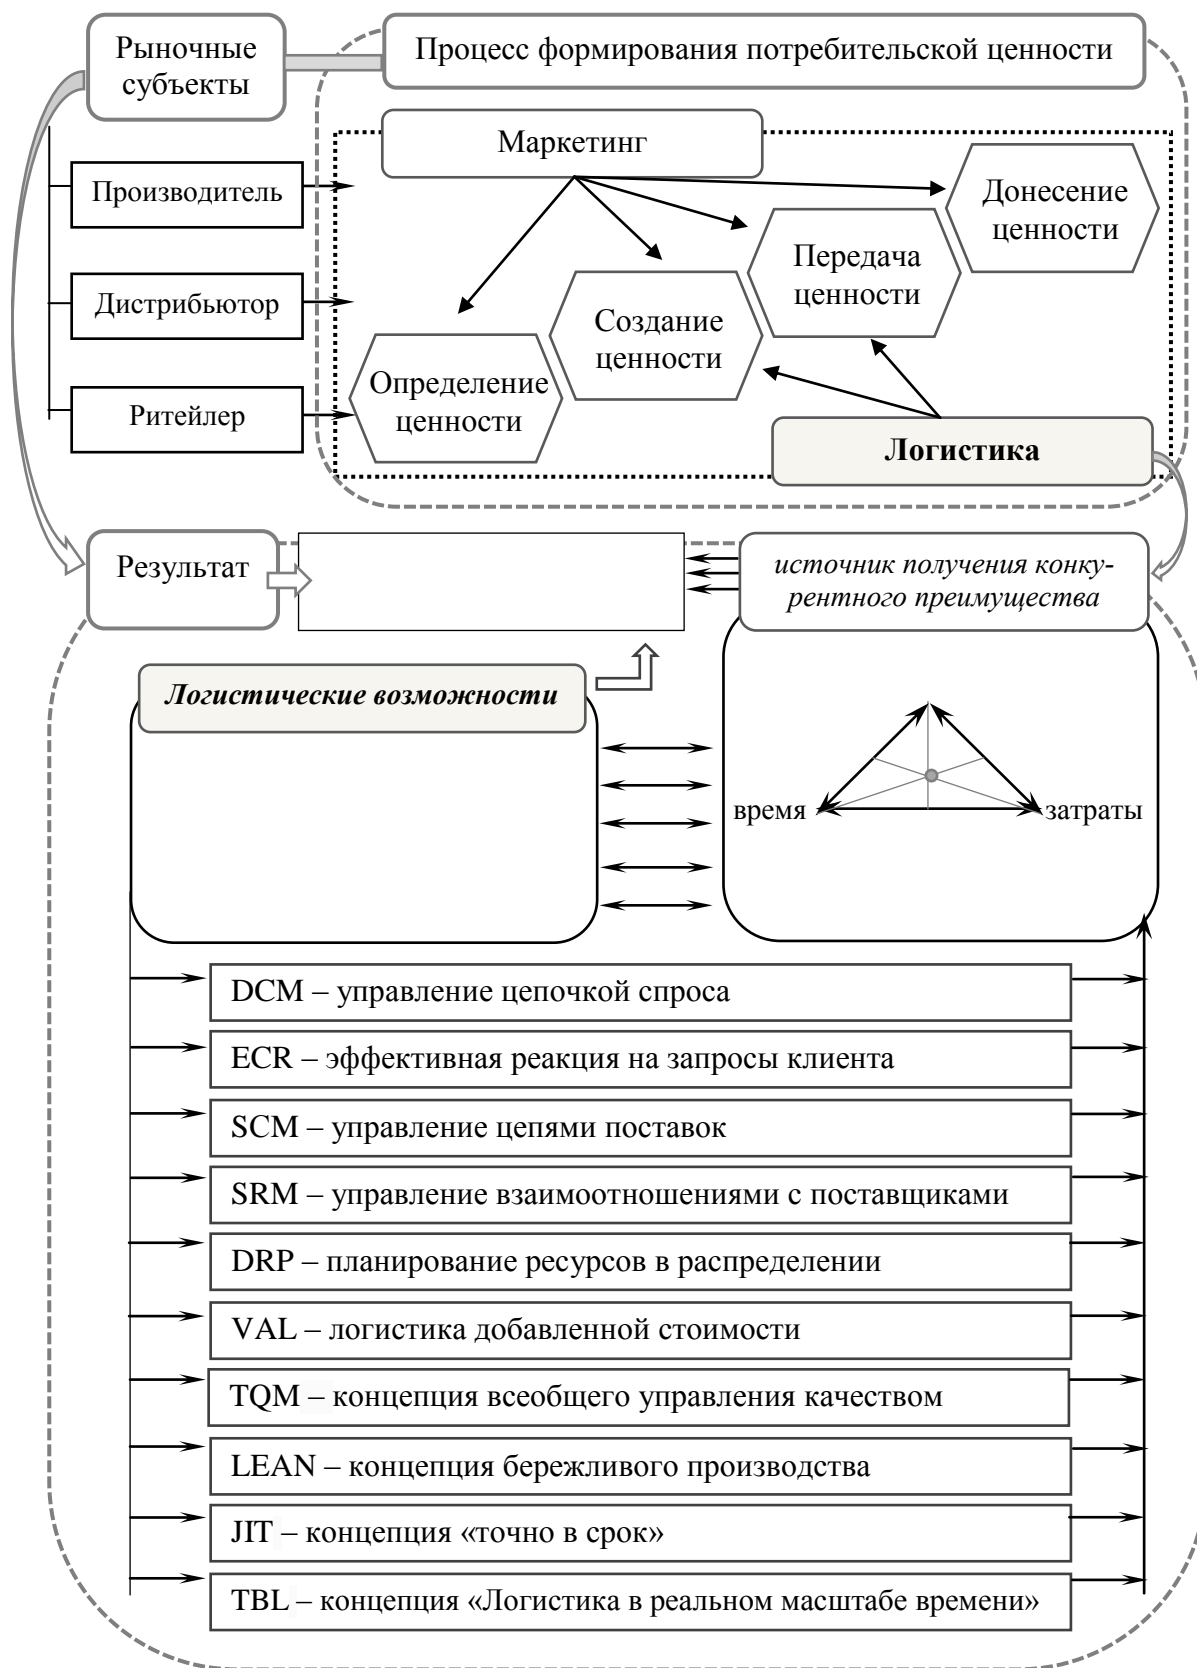 Рыночные
субъекты
Процесс формирования потребительской ценности
Маркетинг
Производитель
Дистрибьютор
Ритейлер
Донесение
ценности
Передача
ценности
Создание
ценности
Определение
ценности
Логистика
Результат
источник получения конку-
рентного преимущества
Логистические возможности
время
затраты
DCM – управление цепочкой спроса
ECR – эффективная реакция на запросы клиента
SCM – управление цепями поставок
SRM – управление взаимоотношениями с поставщиками
DRP – планирование ресурсов в распределении
VAL – логистика добавленной стоимости
TQM – концепция всеобщего управления качеством
LEAN – концепция бережливого производства
JIT – концепция «точно в срок»
TBL – концепция «Логистика в реальном масштабе времени»